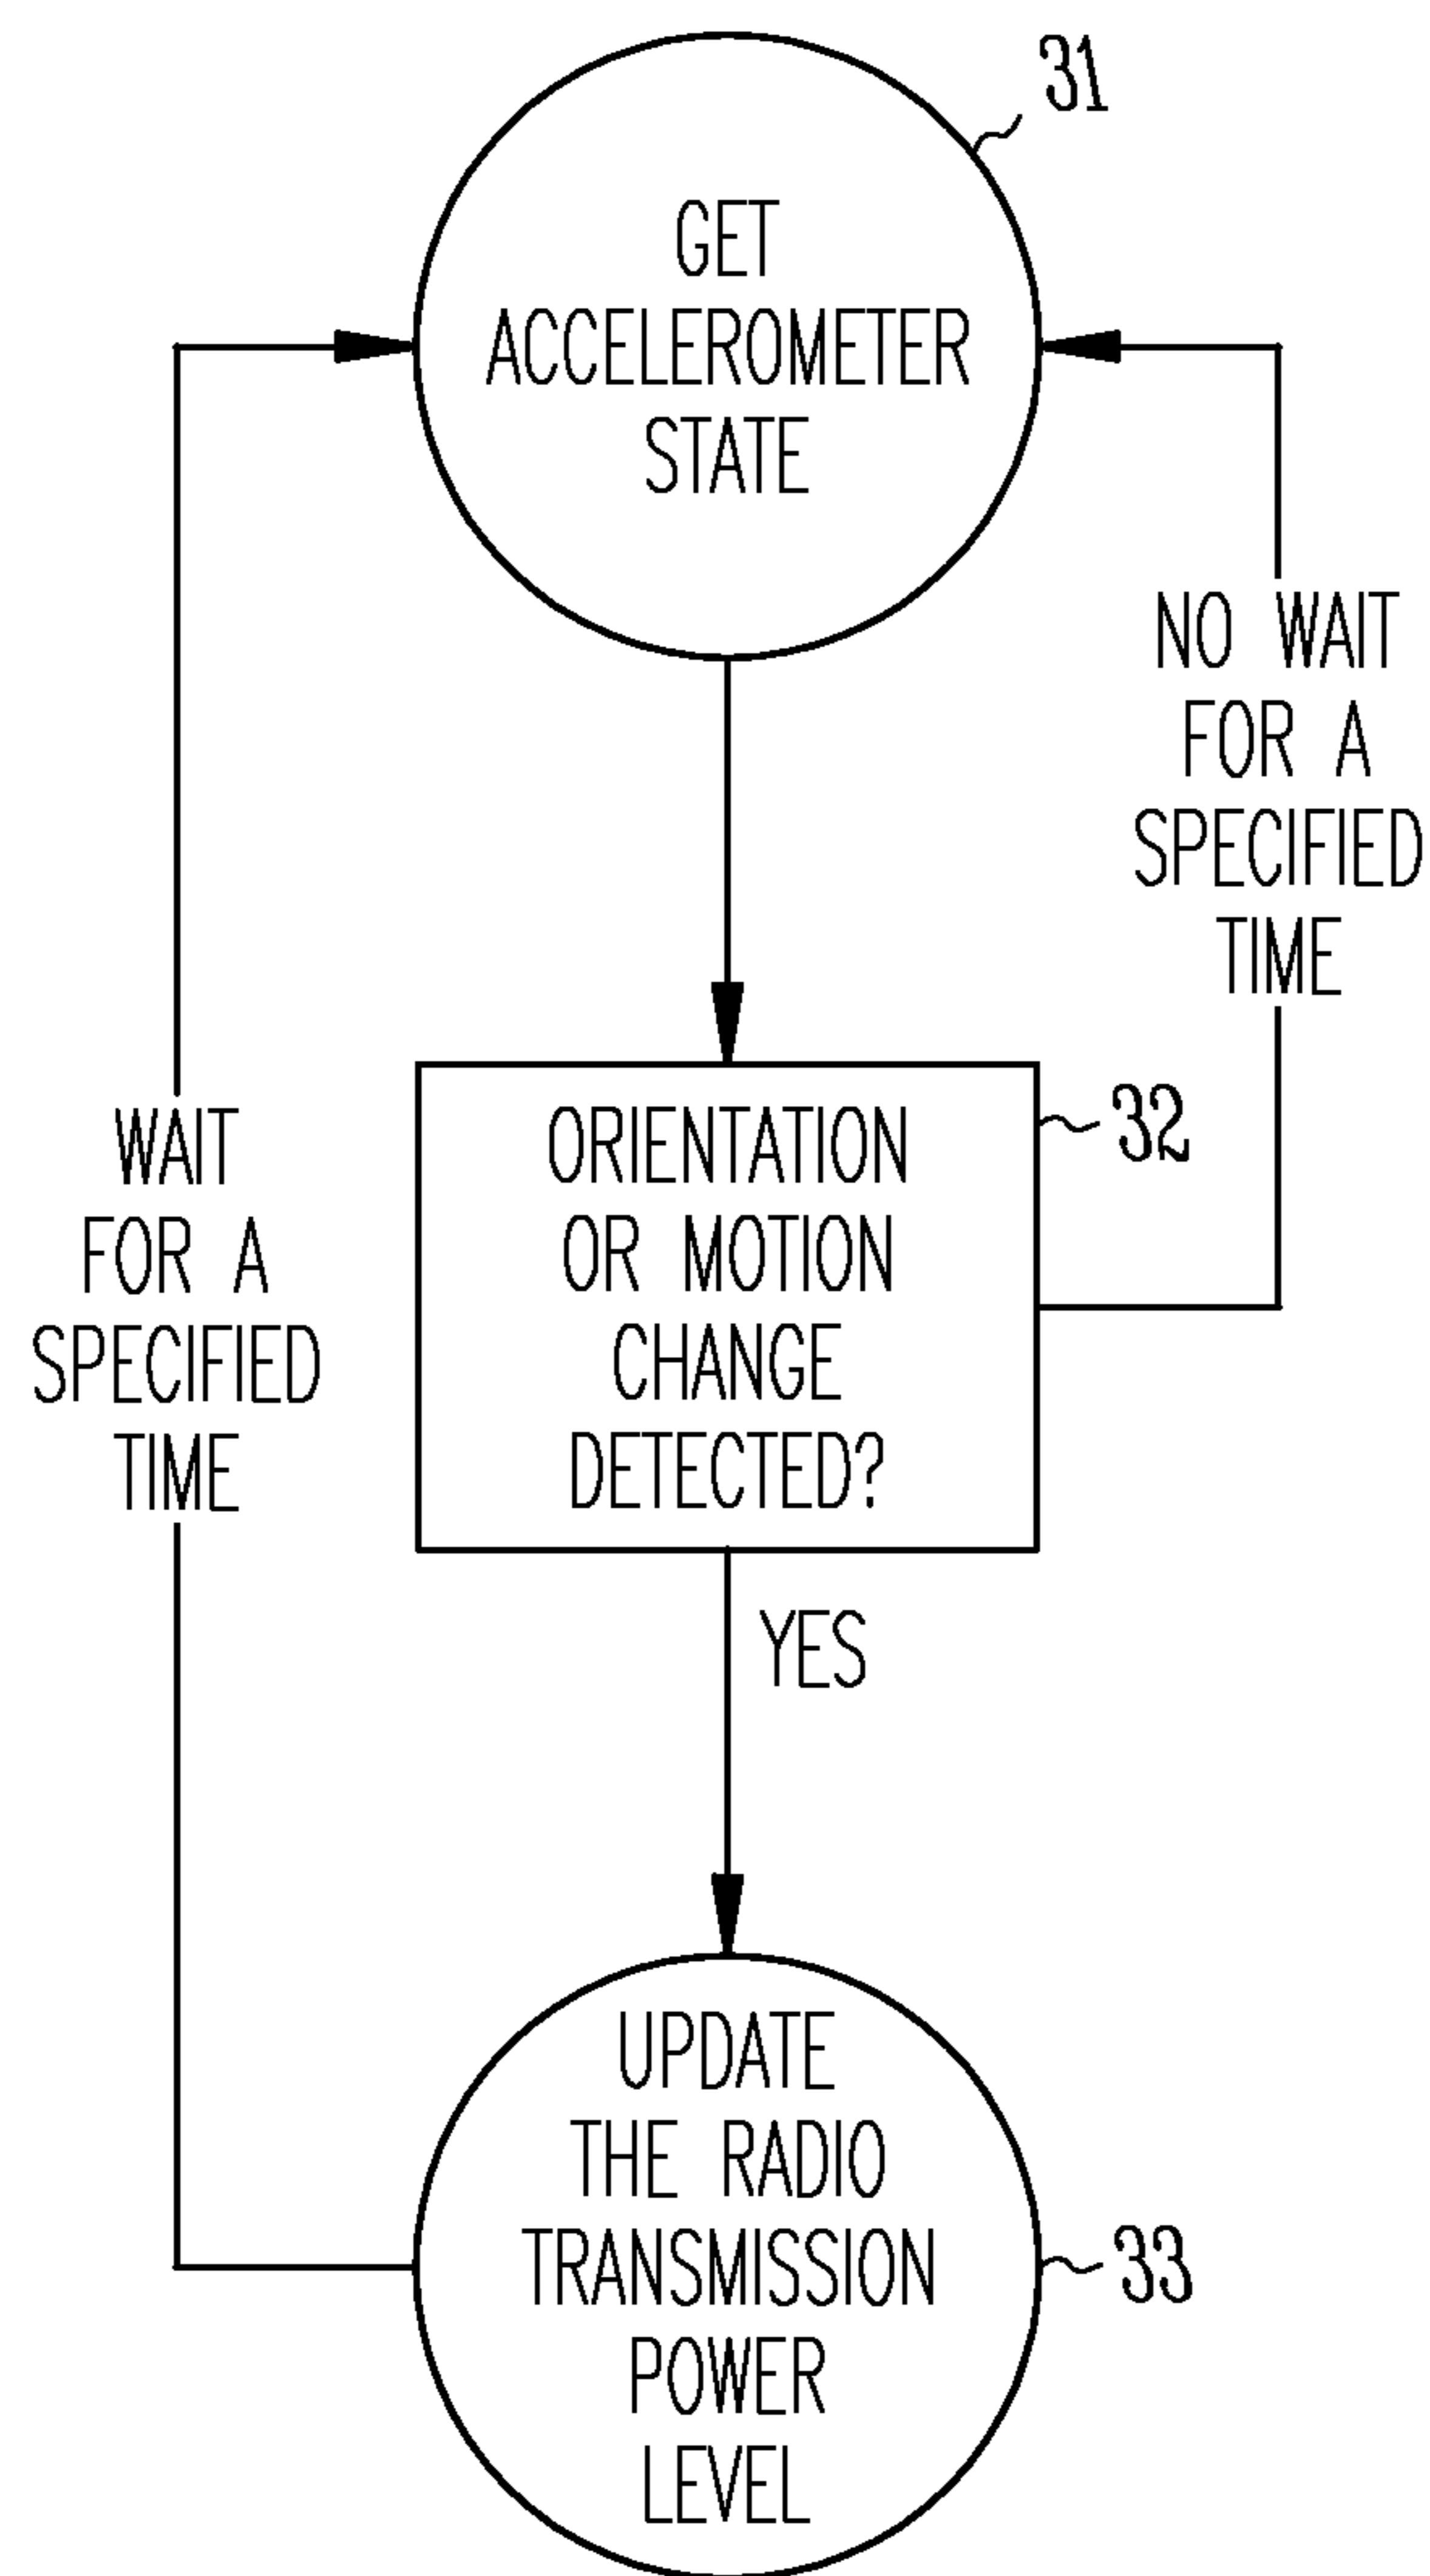 31
GET
ACCELEROMETER
STATE
NO WAIT
FOR A
SPECIFIED
TIME
32
ORIENTATION
OR MOTION
CHANGE
DETECTED?
WAIT
FOR A
SPECIFIED
TIME
YES
UPDATE
THE RADIO
TRANSMISSION
POWER
LEVEL
33